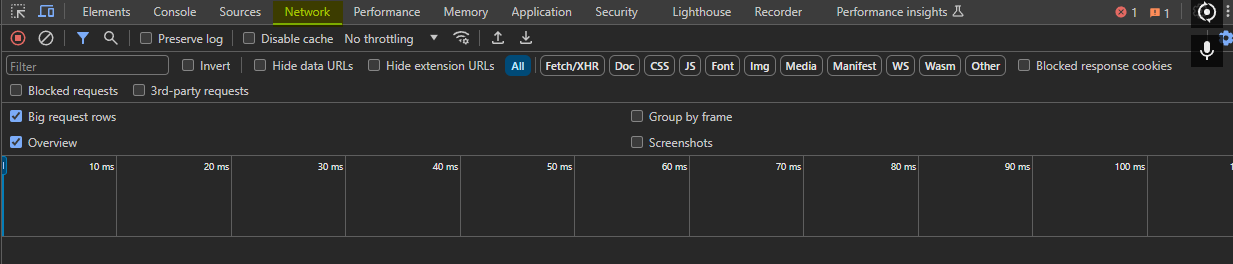 Elements Console Sources Network Performance Memory Application Security Lighthouse Recorder Performance insights 1 1
Preserve log Disable cache No throttling
Filter Invert Hide data URLs Hide extension URLs All Fetch/XHR Doc CSS JS Font Img Media Manifest WS Wasm Other Blocked response cookies
Blocked requests 3rd-party requests
Big request rows Group by frame
Overview Screenshots
10 ms 20 ms 30 ms 40 ms 50 ms 60 ms 70 ms 80 ms 90 ms 100 ms